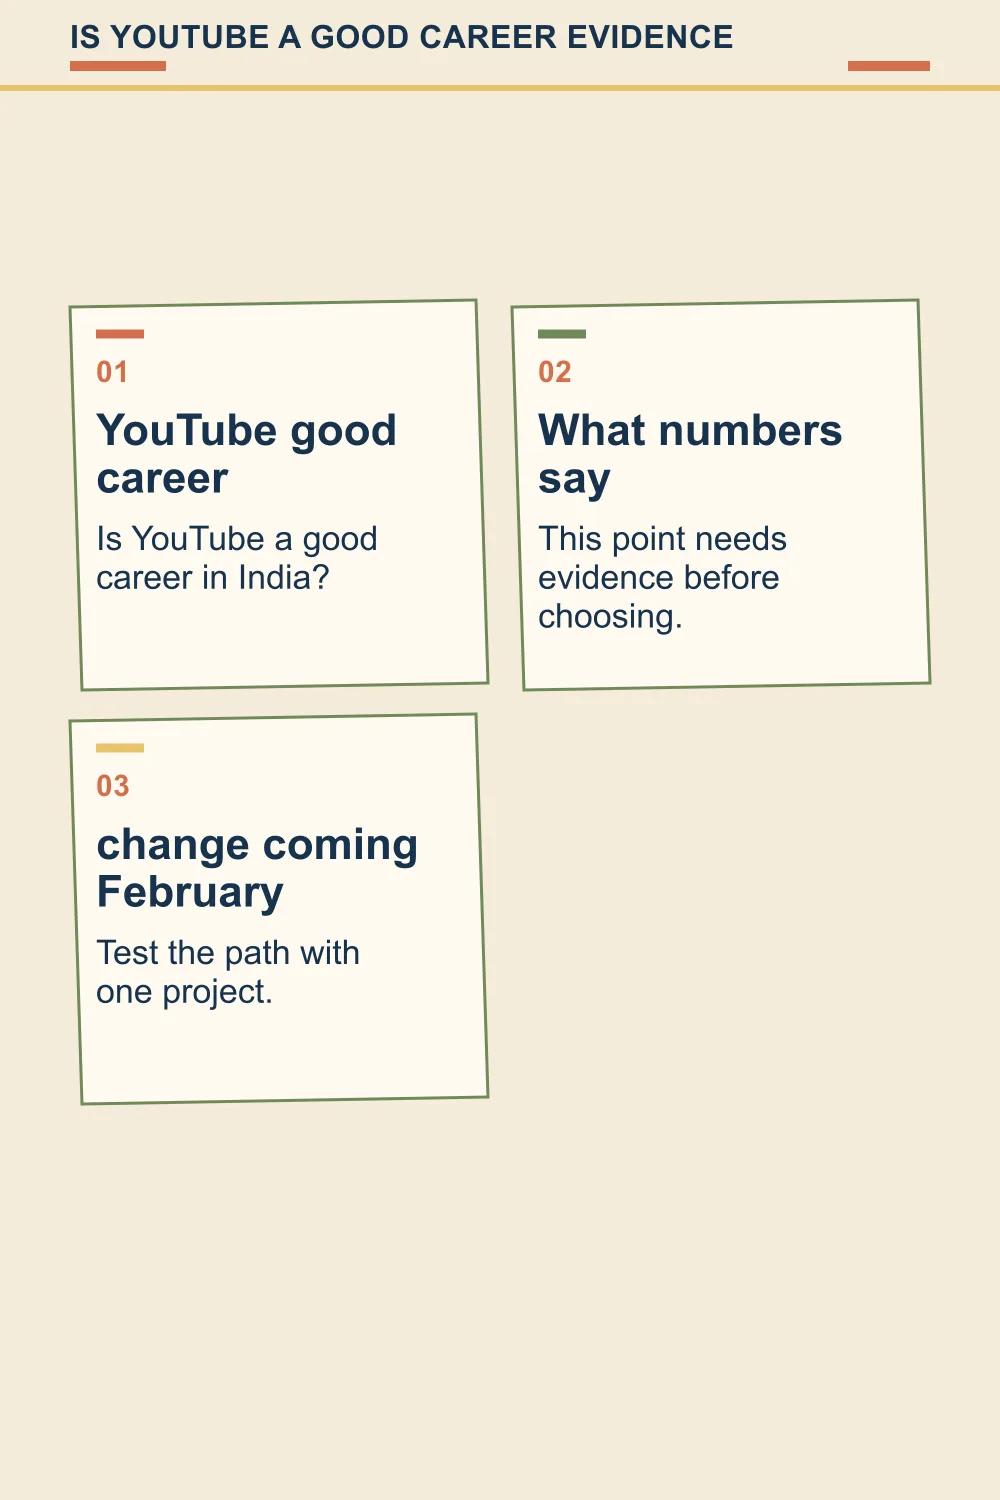 IS YOUTUBE A GOOD CAREER EVIDENCE
01
YouTube good
career
Is YouTube a good
career in India?
02
What numbers
say
This point needs
evidence before
choosing.
03
change coming
February
Test the path with
one project.